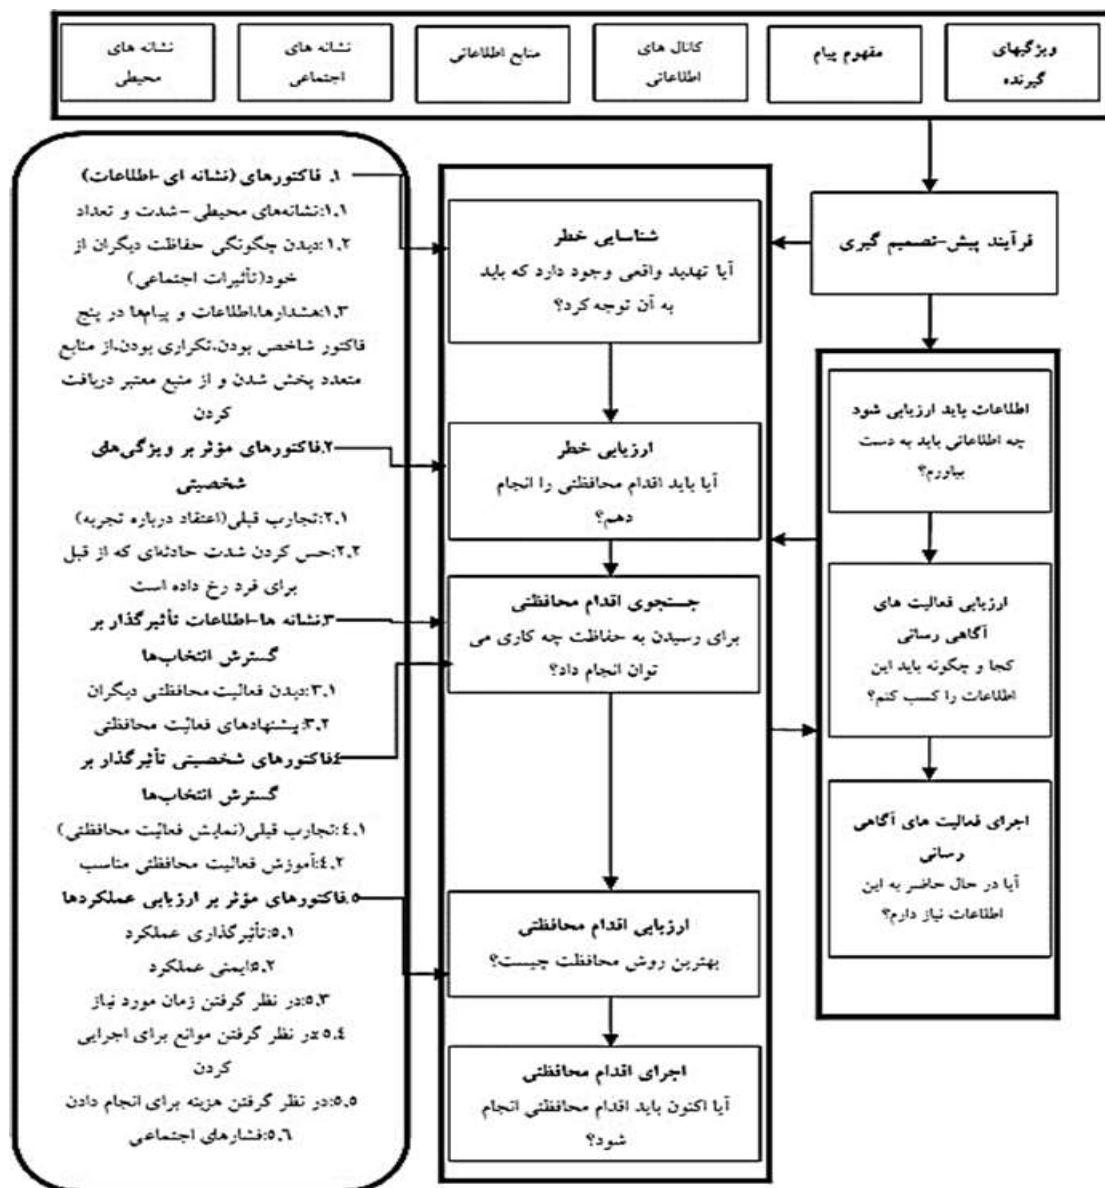 ویژگیهای
گیرنده
مفهوم پیام
کانال های
اطلاعاتی
منابع اطلاعاتی
نشانه های
اجتماعی
نشانه های
محیطی
فرآیند پیش-تصمیم گیری
اطلاعات باید ارزیابی شود
چه اطلاعاتی باید به دست
بیاورم؟
ارزیابی فعالیت های
آگاهی رسانی
کجا و چگونه باید این
اطلاعات را کسب کنم؟
اجرای فعالیت های آگاهی
رسانی
آیا در حال حاضر به این
اطلاعات نیاز دارم؟
شناسایی خطر
آیا تهدید واقعی وجود دارد که باید
به آن توجه کرد؟
ارزیابی خطر
آیا باید اقدام محافظتی را انجام
دهم؟
جستجوی اقدام محافظتی
برای رسیدن به حفاظت چه کاری می
توان انجام داد؟
ارزیابی اقدام محافظتی
بهترین روش محافظت چیست؟
اجرای اقدام محافظتی
آیا اکنون باید اقدام محافظتی انجام
شود؟
۱. فاکتورهای (نشانه ای-اطلاعات)
۱.۱:نشانه‌های محیطی-شدت و تعداد
۱.۲:دیدن چگونگی حفاظت دیگران از
خود(تأثیرات اجتماعی)
۱.۳:هشدارها،اطلاعات و پیام‌ها در پنج
فاکتور شاخص بودن،تکراری بودن،از منابع
متعدد پخش شدن و از منبع معتبر دریافت
کردن
۲.فاکتورهای مؤثر بر ویژگی‌های
شخصیتی
۲.۱:تجارب قبلی(اعتقاد درباره تجربه)
۲.۲:حس کردن شدت حادثه‌ای که از قبل
برای فرد رخ داده است
۳.نشانه ها-اطلاعات تأثیرگذار بر
گسترش انتخاب‌ها
۳.۱:دیدن فعالیت محافظتی دیگران
۳.۲:پیشنهادهای فعالیّت محافظتی
٤.فاکتورهای شخصیتی تأثیرگذار بر
گسترش انتخاب‌ها
٤.۱:تجارب قبلی(نمایش فعالیّت محافظتی)
٤.۲:آموزش فعالیت محافظتی مناسب
۵.فاکتورهای مؤثر بر ارزیابی عملکردها
۵.۱:تأثیرگذاری عملکرد
۵.۲:ایمنی عملکرد
۵.۳:در نظر گرفتن زمان مورد نیاز
۵.٤:در نظر گرفتن موانع برای اجرایی
کردن
۵.۵:در نظر گرفتن هزینه برای انجام دادن
۵.٦:فشارهای اجتماعی